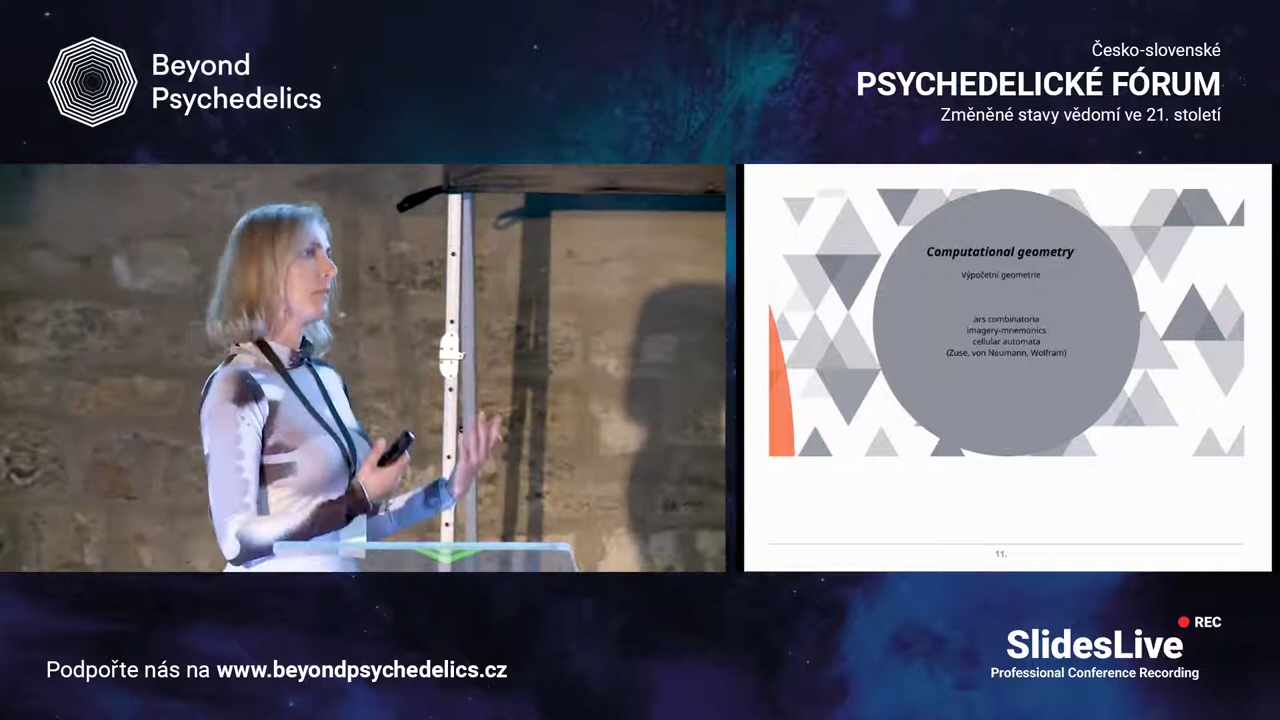 Beyond
Psychedelics
Česko-slovenské
PSYCHEDELICKÉ FÓRUM
Změněné stavy vědomí ve 21. století
Computational geometry
Výpočetní geometrie
ars combinatoria
imagery-mnemonics
cellular automata
(Zuse, von Neumann, Wolfram)
11.
REC
SlidesLive
Professional Conference Recording
Podpořte nás na www.beyondpsychedelics.cz